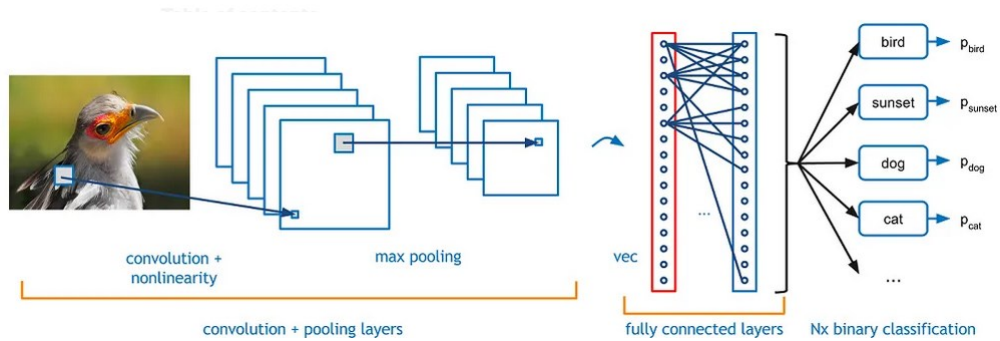 bird
p_bird
sunset
p_sunset
dog
p_dog
cat
p_cat
...
...
convolution +
nonlinearity
max pooling
vec
convolution + pooling layers
fully connected layers
Nx binary classification